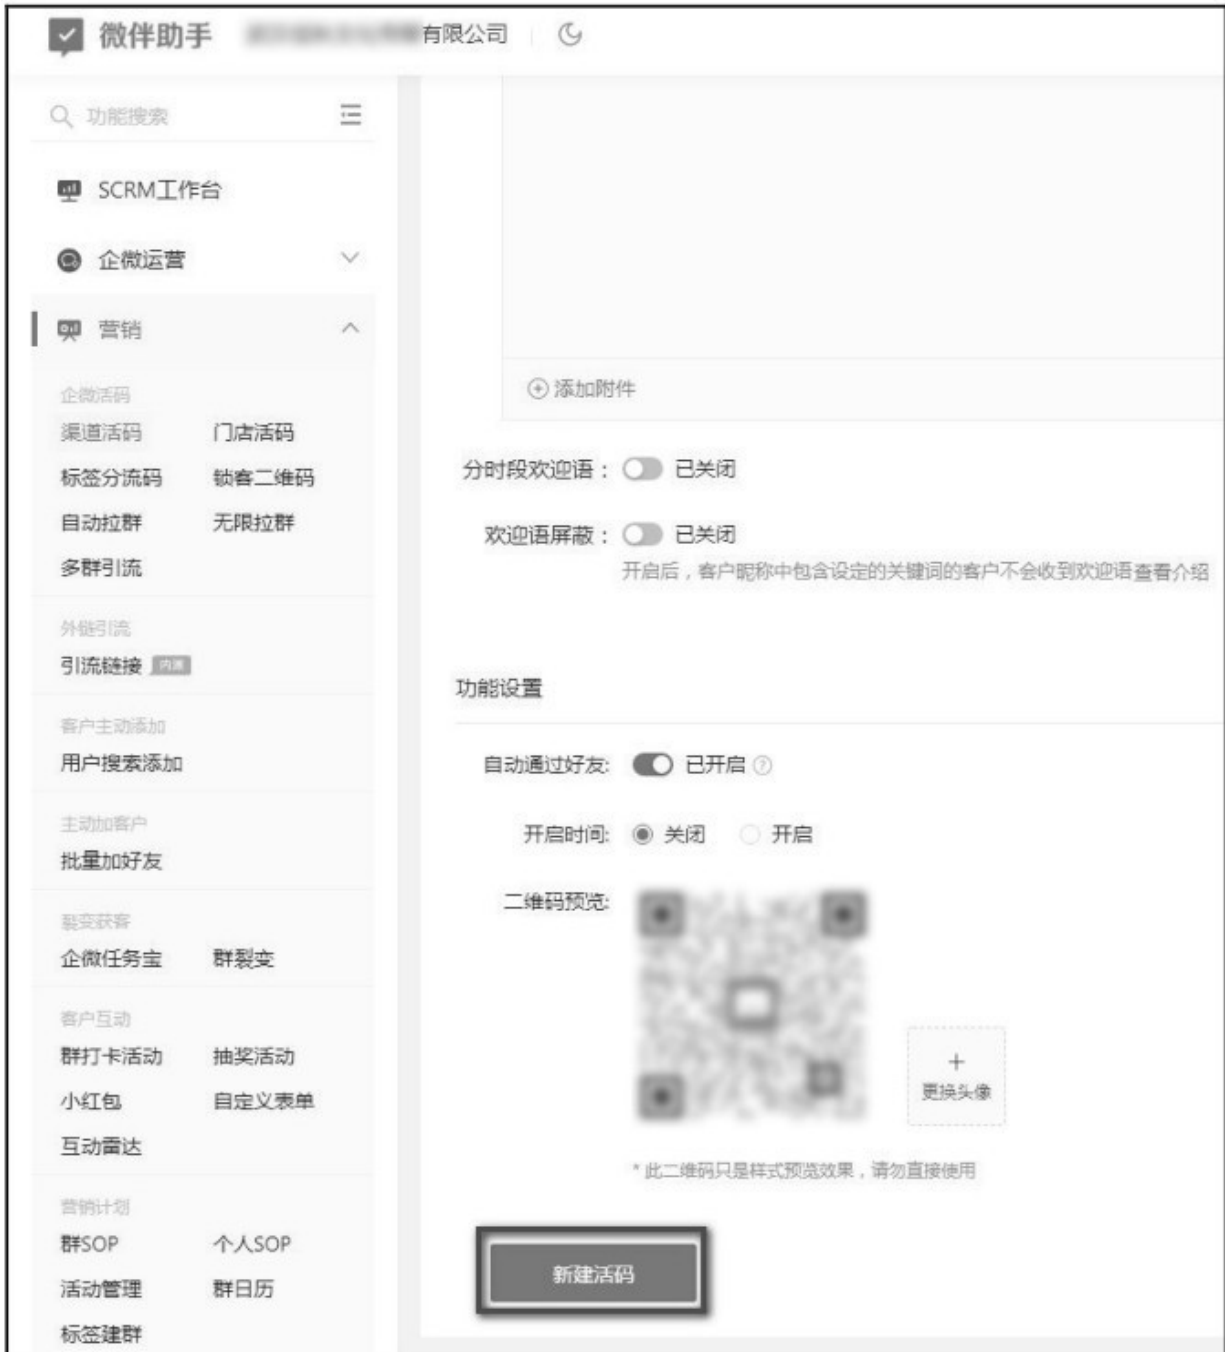 微伴助手 有限公司
功能搜索
SCRM工作台
企微运营
营销
企微活码
渠道活码 门店活码
标签分流码 锁客二维码
自动拉群 无限拉群
多群引流
外链引流
引流链接 内测
客户主动添加
用户搜索添加
主动加客户
批量加好友
裂变获客
企微任务宝 群裂变
客户互动
群打卡活动 抽奖活动
小红包 自定义表单
互动雷达
营销计划
群SOP 个人SOP
活动管理 群日历
标签建群
添加附件
分时段欢迎语： 已关闭
欢迎语屏蔽： 已关闭
开启后，客户昵称中包含设定的关键词的客户不会收到欢迎语查看介绍
功能设置
自动通过好友: 已开启 ?
开启时间: 关闭 开启
二维码预览:
+
更换头像
* 此二维码只是样式预览效果，请勿直接使用
新建活码